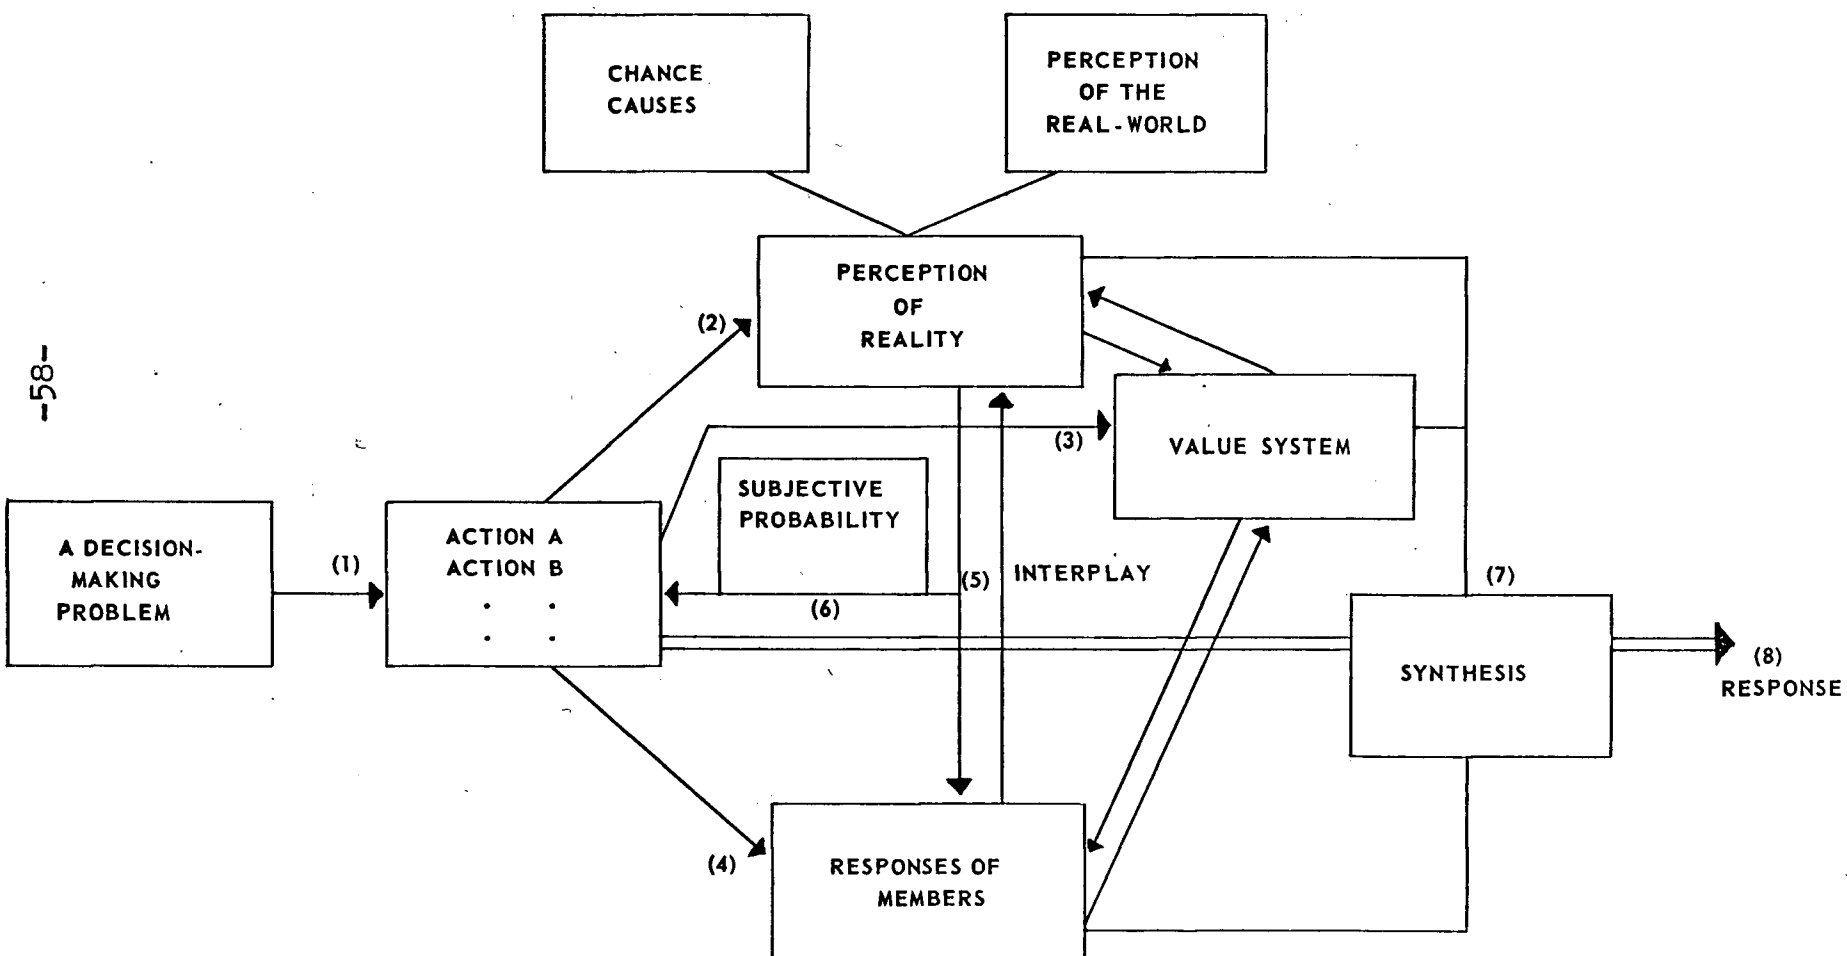 CHANCE
CAUSES
PERCEPTION
OF THE
REAL-WORLD
PERCEPTION
OF
REALITY
(2)
-58-
(3)
VALUE SYSTEM
SUBJECTIVE
PROBABILITY
A DECISION-
MAKING
PROBLEM
(1)
ACTION A
ACTION B
. .
. .
(5)
INTERPLAY
(6)
(7)
SYNTHESIS
(8)
RESPONSE
(4)
RESPONSES OF
MEMBERS